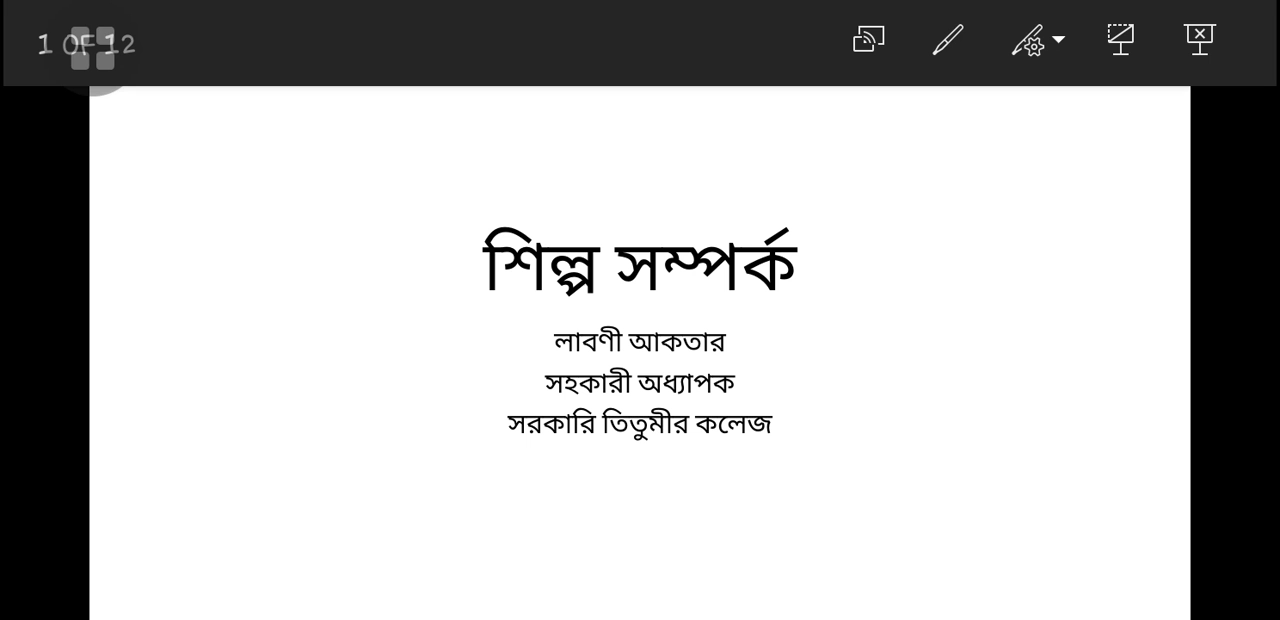 1 OF 12
শিল্প সম্পর্ক
লাবণী আকতার
সহকারী অধ্যাপক
সরকারি তিতুমীর কলেজ